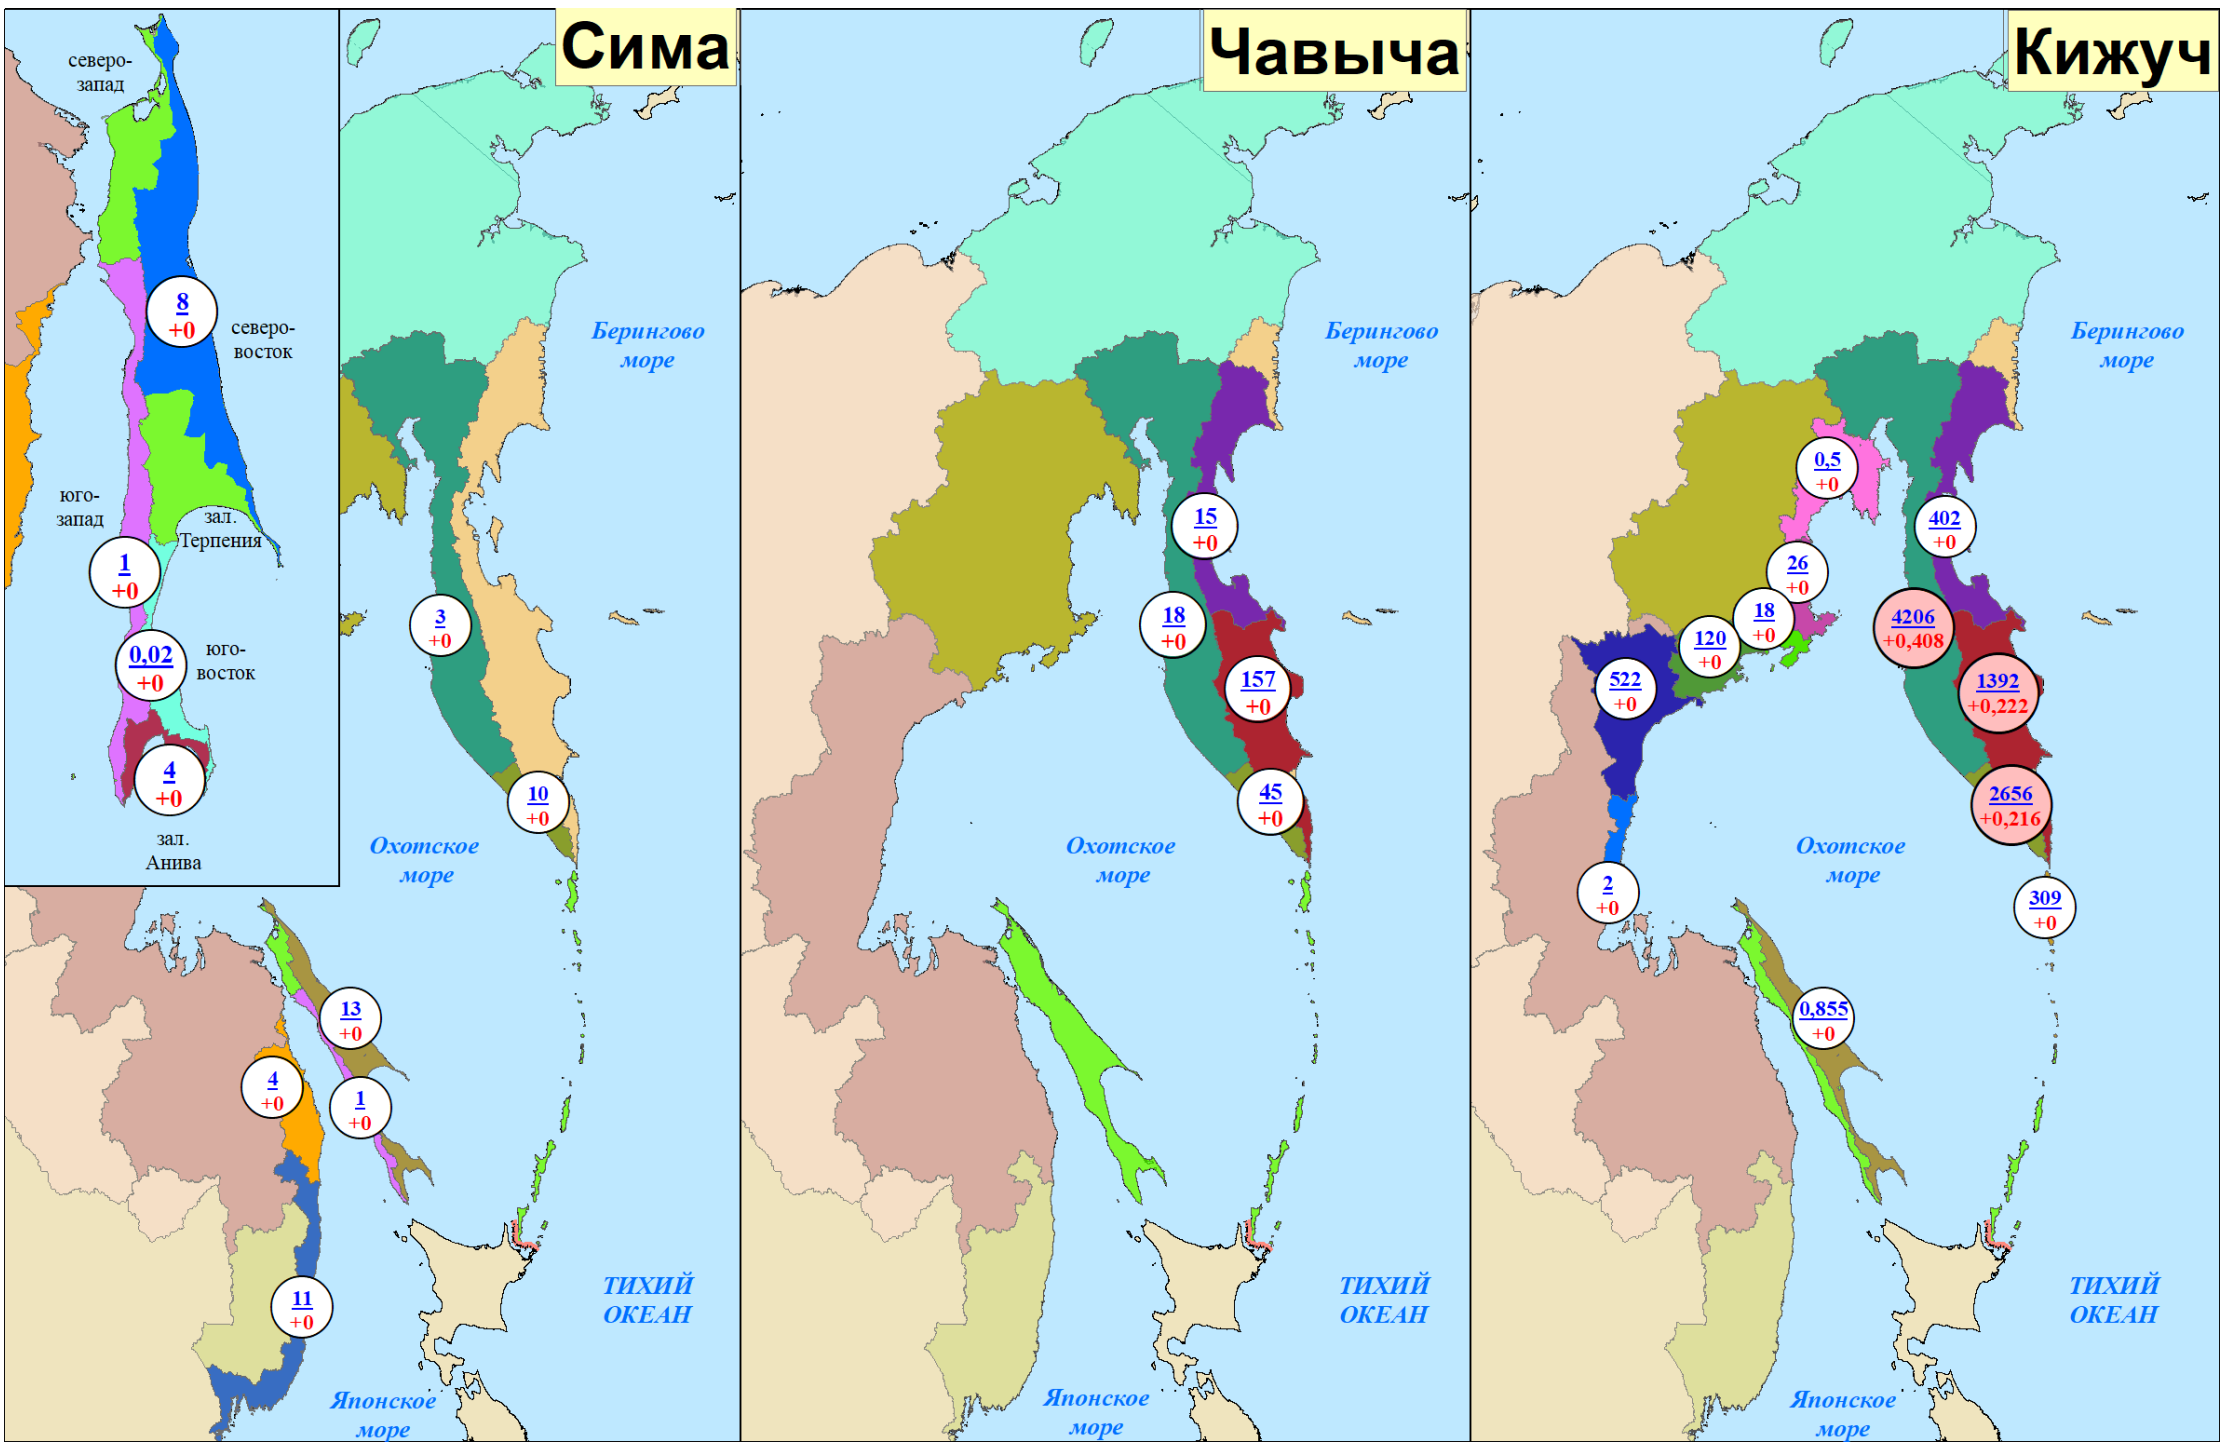 Сима
северо-
запад
8
+0
северо-
восток
юго-
запад
зал.
Терпения
1
+0
0,02
+0
юго-
восток
4
+0
зал.
Анива
Берингово
море
3
+0
10
+0
Охотское
море
13
+0
4
+0
1
+0
11
+0
ТИХИЙ
ОКЕАН
Японское
море
Чавыча
Берингово
море
15
+0
18
+0
157
+0
45
+0
Охотское
море
ТИХИЙ
ОКЕАН
Японское
море
Кижуч
Берингово
море
0,5
+0
402
+0
26
+0
18
+0
120
+0
522
+0
4206
+0,408
1392
+0,222
2656
+0,216
2
+0
309
+0
Охотское
море
0,855
+0
ТИХИЙ
ОКЕАН
Японское
море